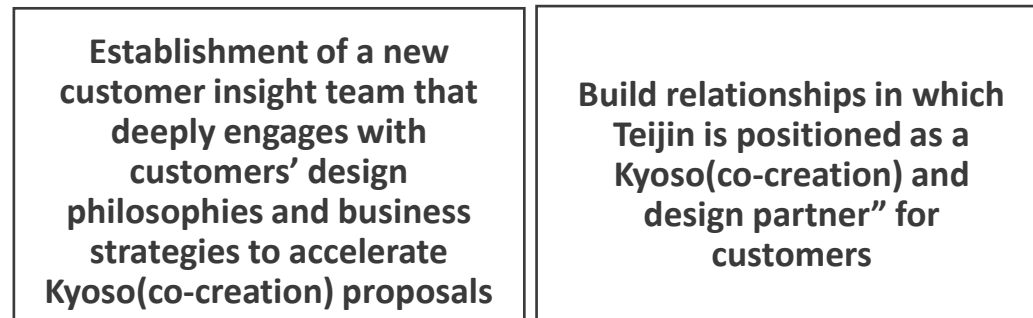 Establishment of a new
customer insight team that
deeply engages with
customers’ design
philosophies and business
strategies to accelerate
Kyoso(co-creation) proposals
Build relationships in which
Teijin is positioned as a
Kyoso(co-creation) and
design partner” for
customers